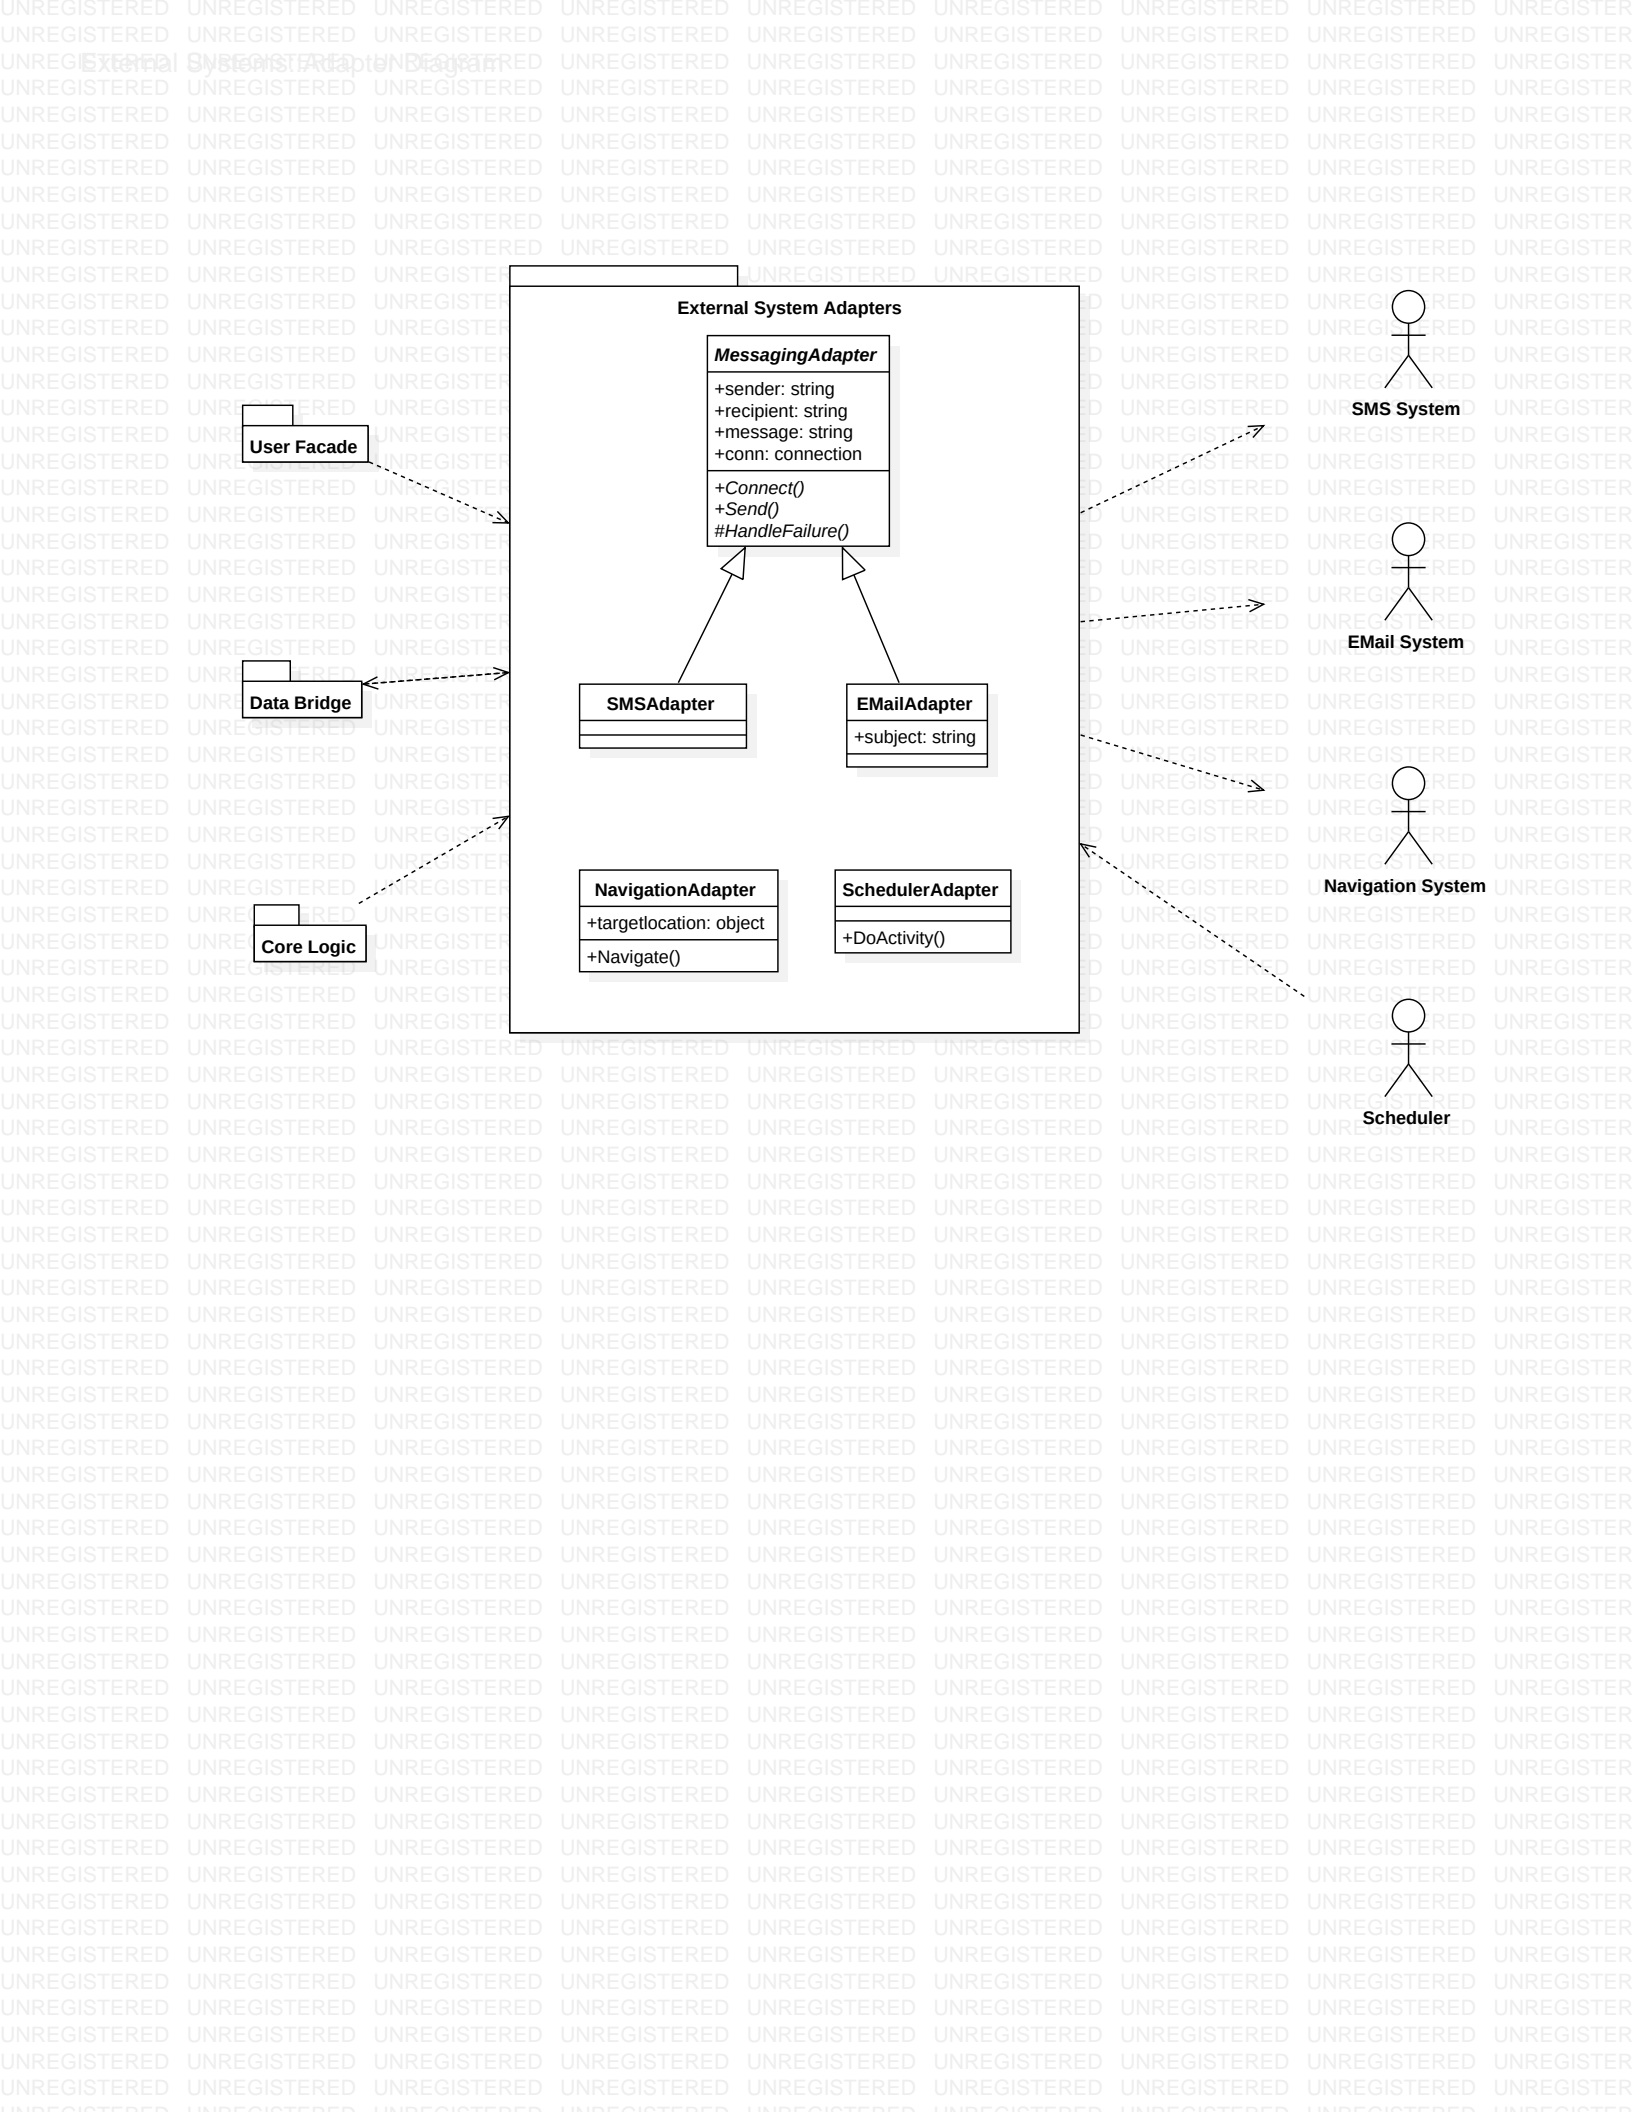 External Systems Adapter Diagram
External System Adapters
MessagingAdapter
+sender: string
+recipient: string
+message: string
+conn: connection
+Connect()
+Send()
#HandleFailure()
SMSAdapter
EMailAdapter
+subject: string
NavigationAdapter
+targetlocation: object
+Navigate()
SchedulerAdapter
+DoActivity()
User Facade
Data Bridge
Core Logic
SMS System
EMail System
Navigation System
Scheduler
UNREGISTERED